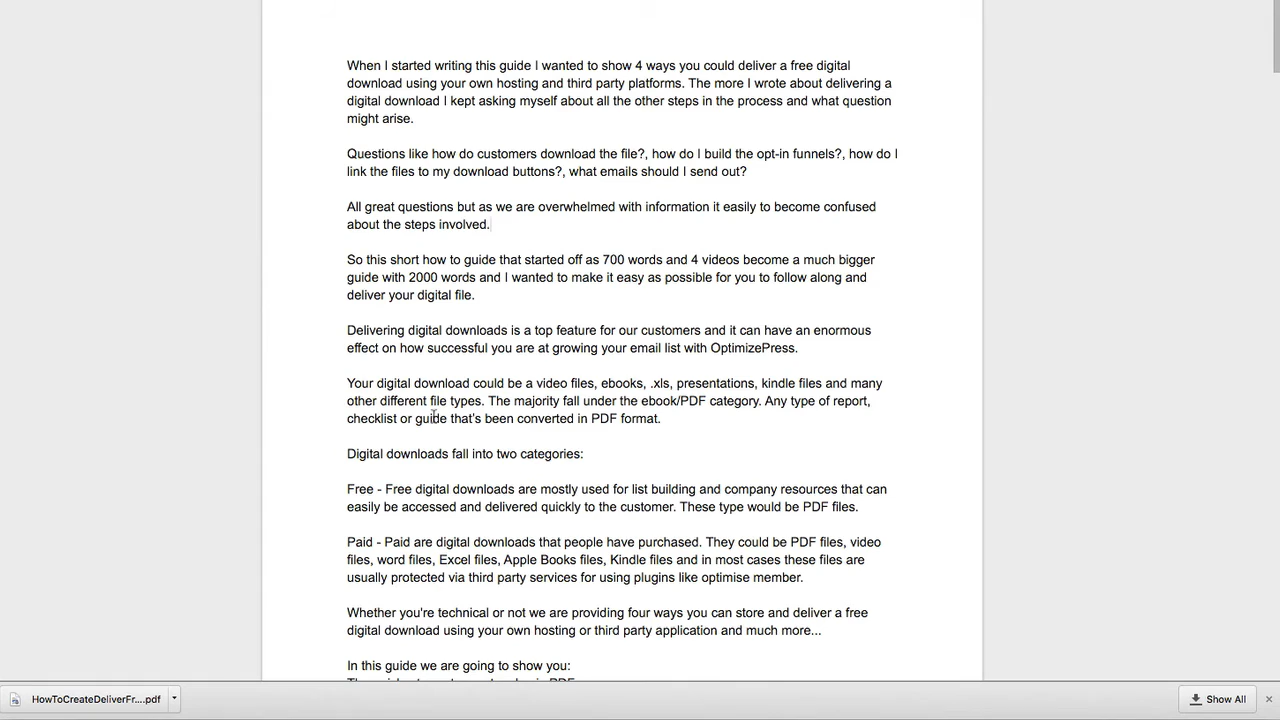 When I started writing this guide I wanted to show 4 ways you could deliver a free digital
download using your own hosting and third party platforms. The more I wrote about delivering a
digital download I kept asking myself about all the other steps in the process and what question
might arise.
Questions like how do customers download the file?, how do I build the opt-in funnels?, how do I
link the files to my download buttons?, what emails should I send out?
All great questions but as we are overwhelmed with information it easily to become confused
about the steps involved.
So this short how to guide that started off as 700 words and 4 videos become a much bigger
guide with 2000 words and I wanted to make it easy as possible for you to follow along and
deliver your digital file.
Delivering digital downloads is a top feature for our customers and it can have an enormous
effect on how successful you are at growing your email list with OptimizePress.
Your digital download could be a video files, ebooks, .xls, presentations, kindle files and many
other different file types. The majority fall under the ebook/PDF category. Any type of report,
checklist or guide that's been converted in PDF format.
Digital downloads fall into two categories:
Free - Free digital downloads are mostly used for list building and company resources that can
easily be accessed and delivered quickly to the customer. These type would be PDF files.
Paid - Paid are digital downloads that people have purchased. They could be PDF files, video
files, word files, Excel files, Apple Books files, Kindle files and in most cases these files are
usually protected via third party services for using plugins like optimise member.
Whether you're technical or not we are providing four ways you can store and deliver a free
digital download using your own hosting or third party application and much more...
In this guide we are going to show you:
HowToCreateDeliverFr....pdf
Show All